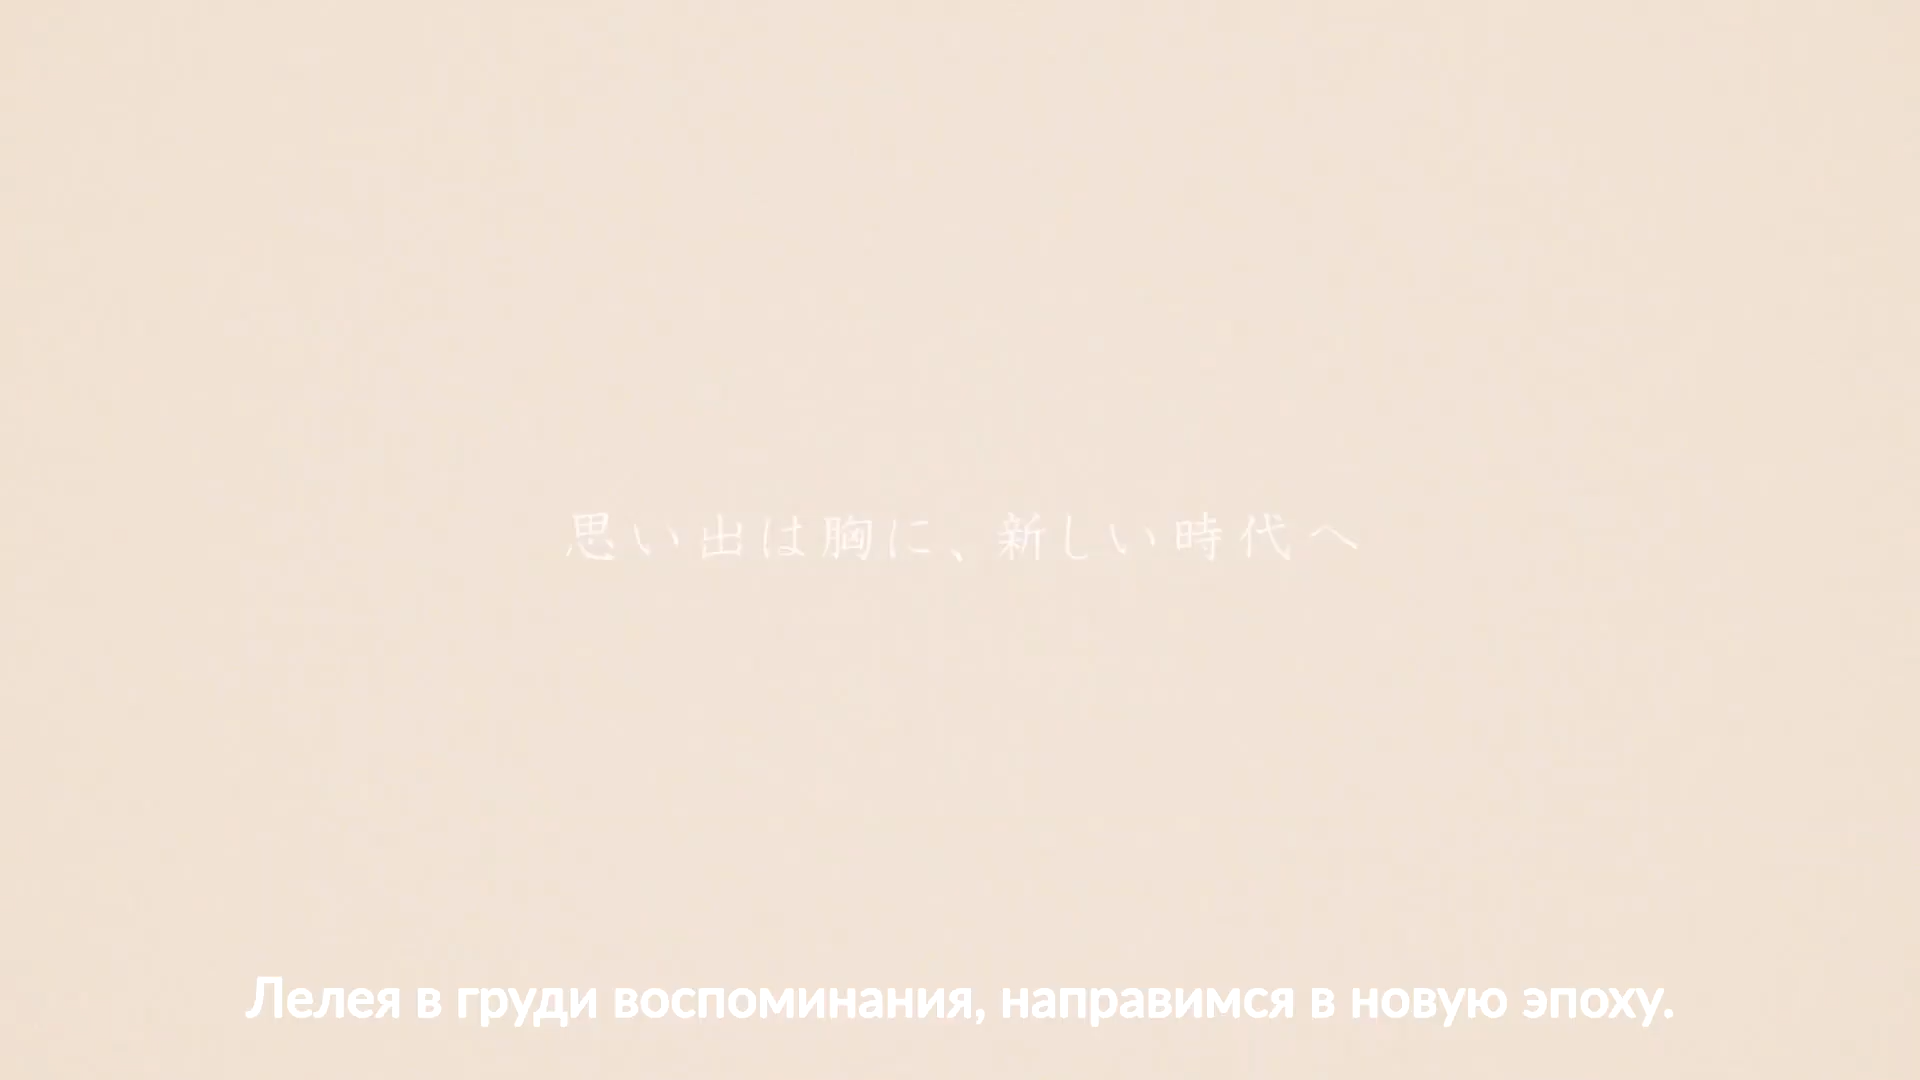 思い出は胸に、新しい時代へ
Лелея в груди воспоминания, направимся в новую эпоху.